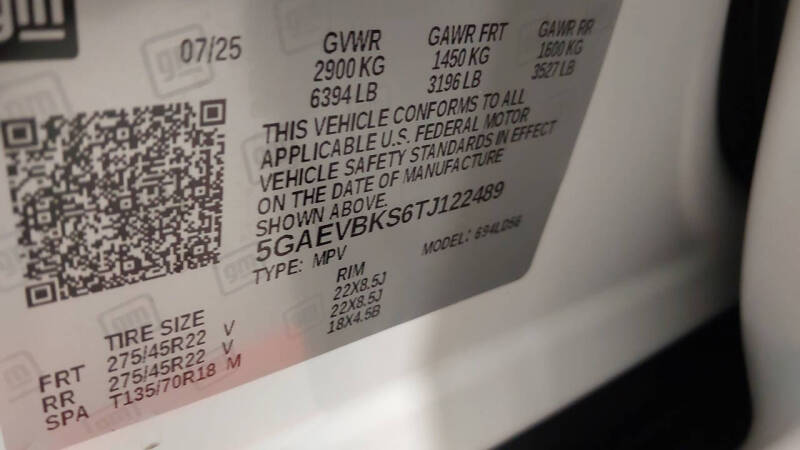 gm
07/25
GVWR
2900 KG
6394 LB
GAWR FRT
1450 KG
3196 LB
GAWR RR
1600 KG
3527 LB
THIS VEHICLE CONFORMS TO ALL
APPLICABLE U.S. FEDERAL MOTOR
VEHICLE SAFETY STANDARDS IN EFFECT
ON THE DATE OF MANUFACTURE
SHOWN ABOVE.
5GAEVBKS6TJ122489
TYPE: MPV MODEL:
TIRE SIZE RIM
FRT 275/45R22 V 22X8.5J
RR 275/45R22 V 22X8.5J
SPA T135/70R18 M 18X4.5B